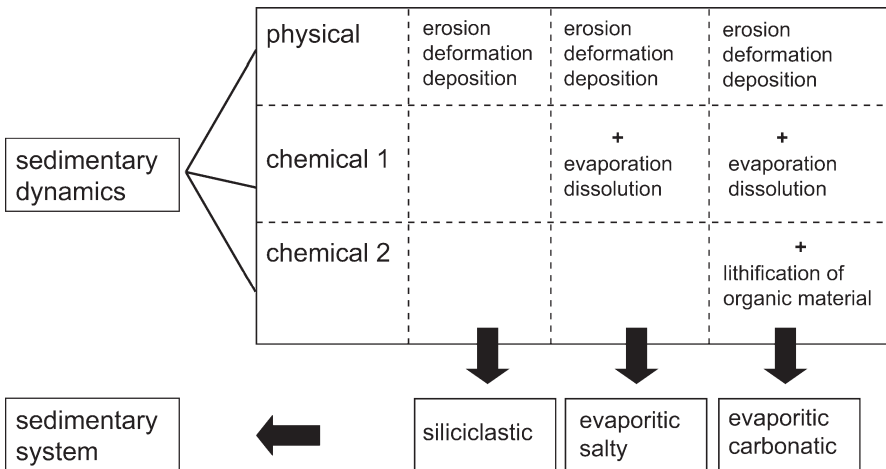 physical
erosion
deformation
deposition
erosion
deformation
deposition
erosion
deformation
deposition
sedimentary
dynamics
chemical 1
+
evaporation
dissolution
+
evaporation
dissolution
chemical 2
+
lithification of
organic material
sedimentary
system
siliciclastic
evaporitic
salty
evaporitic
carbonatic